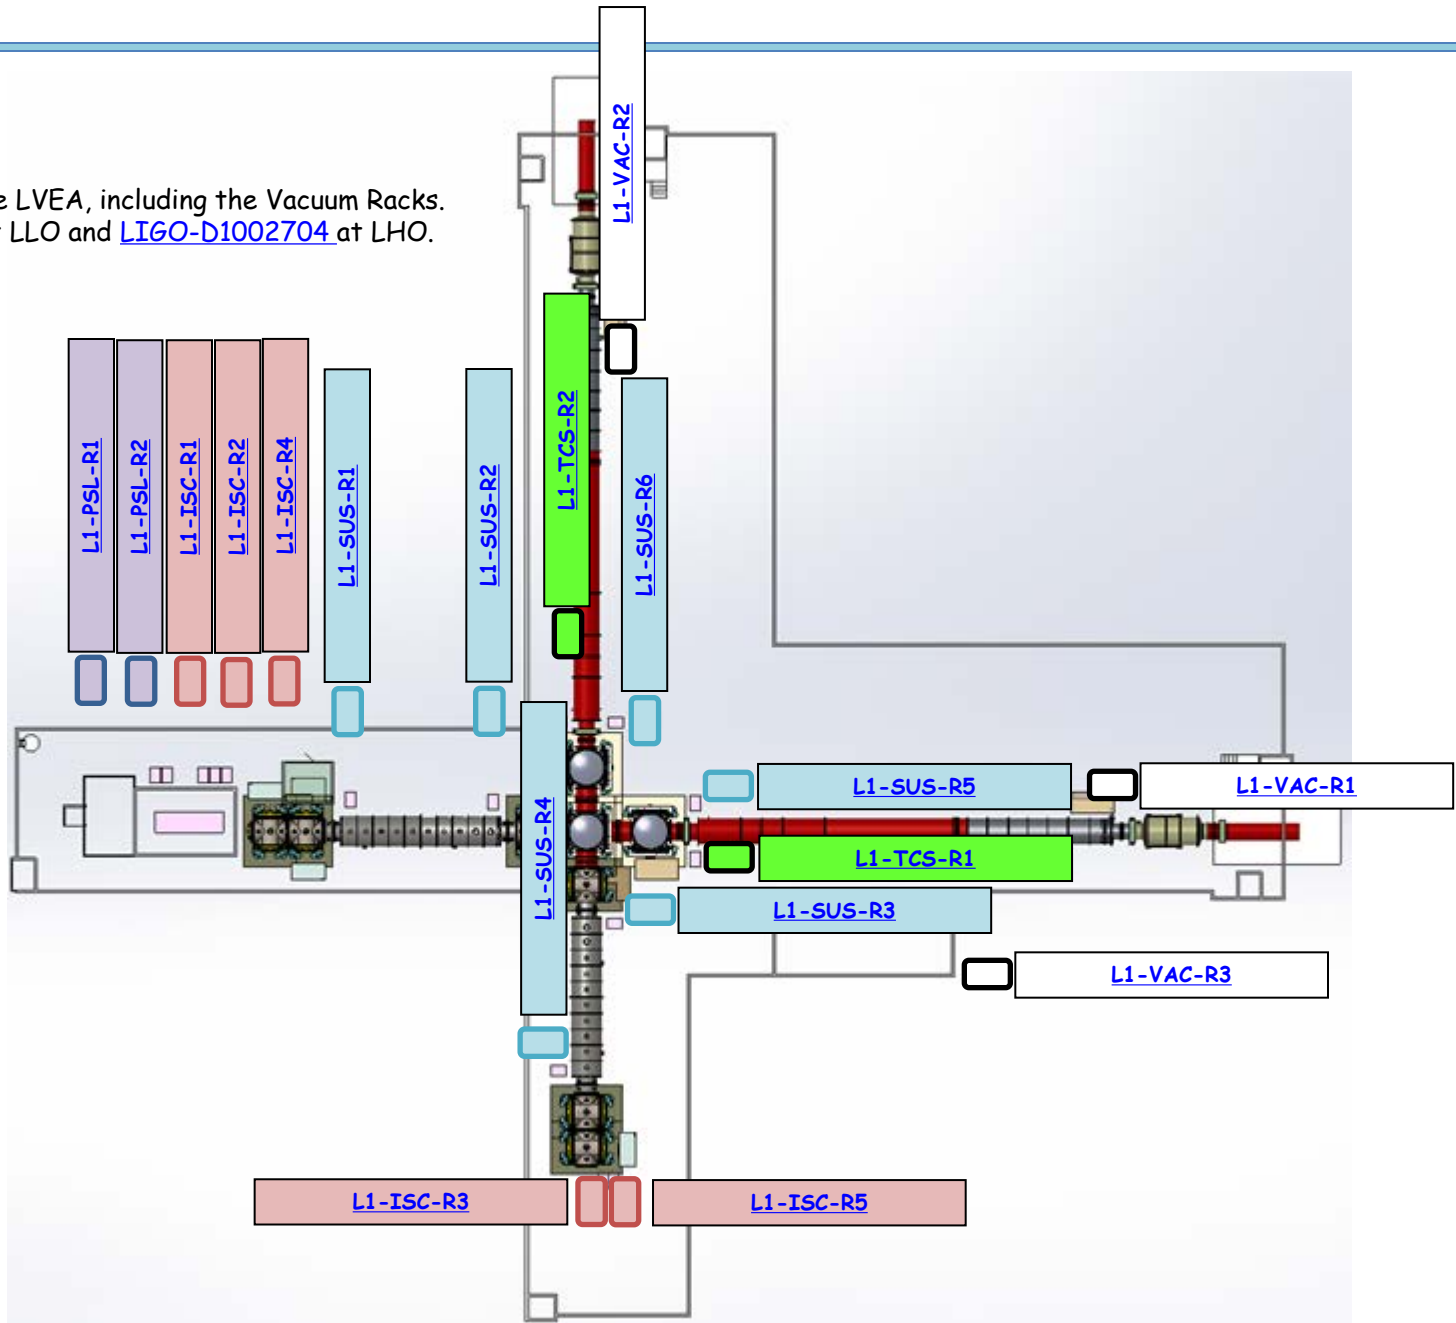 e LVEA, including the Vacuum Racks.
LLO and LIGO-D1002704 at LHO.
L1-VAC-R2
L1-TCS-R2
L1-PSL-R1
L1-PSL-R2
L1-ISC-R1
L1-ISC-R2
L1-ISC-R4
L1-SUS-R1
L1-SUS-R2
L1-SUS-R6
L1-SUS-R4
L1-SUS-R5
L1-VAC-R1
L1-TCS-R1
L1-SUS-R3
L1-VAC-R3
L1-ISC-R3
L1-ISC-R5